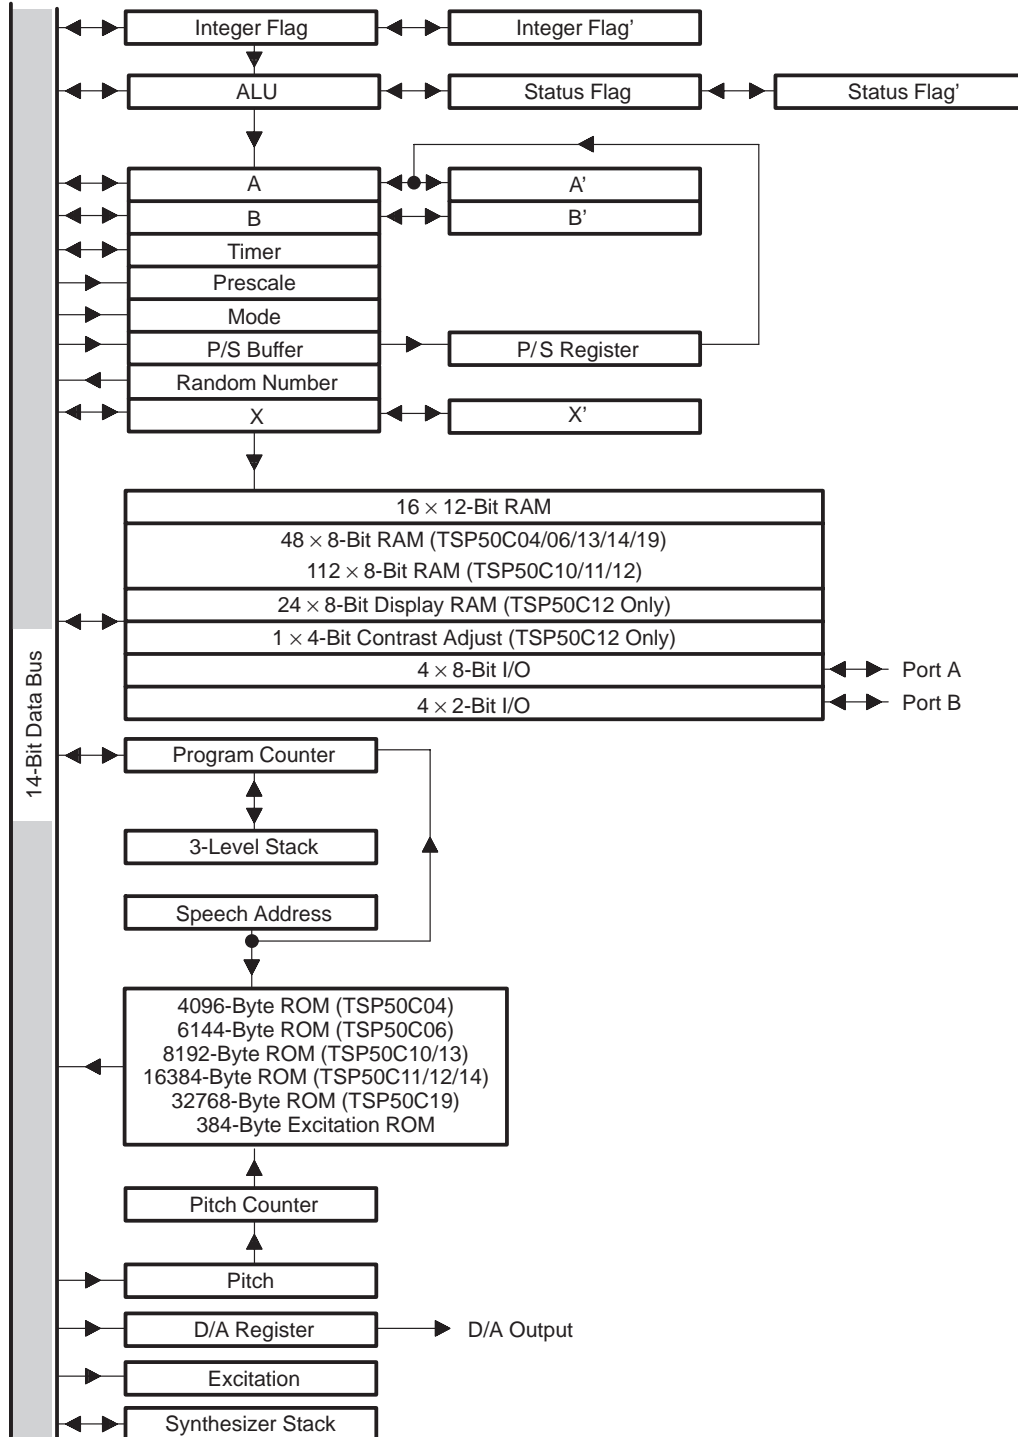 Integer Flag
Integer Flag'
ALU
Status Flag
Status Flag'
A
A'
B
B'
Timer
Prescale
Mode
P/S Buffer
P/S Register
Random Number
X
X'
16 × 12-Bit RAM
48 × 8-Bit RAM (TSP50C04/06/13/14/19)
112 × 8-Bit RAM (TSP50C10/11/12)
24 × 8-Bit Display RAM (TSP50C12 Only)
1 × 4-Bit Contrast Adjust (TSP50C12 Only)
4 × 8-Bit I/O
Port A
4 × 2-Bit I/O
Port B
14-Bit Data Bus
Program Counter
3-Level Stack
Speech Address
4096-Byte ROM (TSP50C04)
6144-Byte ROM (TSP50C06)
8192-Byte ROM (TSP50C10/13)
16384-Byte ROM (TSP50C11/12/14)
32768-Byte ROM (TSP50C19)
384-Byte Excitation ROM
Pitch Counter
Pitch
D/A Register
D/A Output
Excitation
Synthesizer Stack